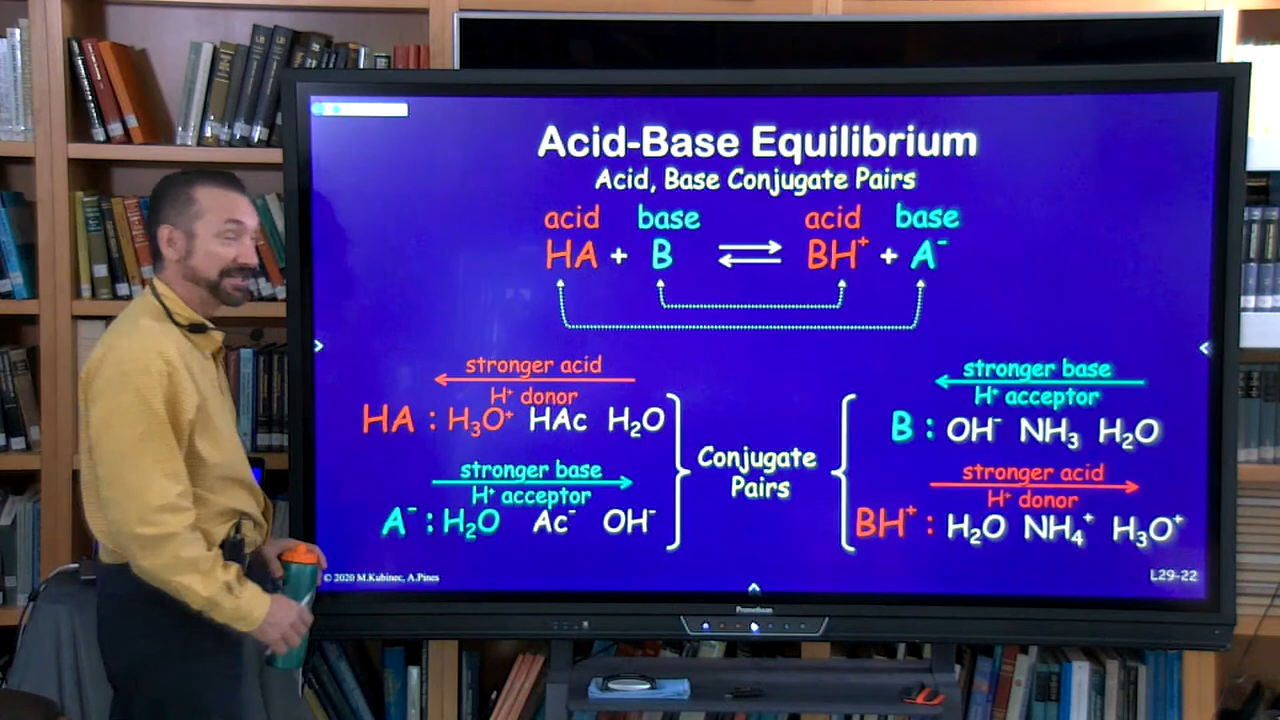 Acid-Base Equilibrium
Acid, Base Conjugate Pairs
acid base acid base
HA + B ⇌ BH⁺ + A⁻
stronger acid
H⁺ donor
HA : H₃O⁺ HAc H₂O
stronger base
H⁺ acceptor
A⁻ : H₂O Ac⁻ OH⁻
Conjugate
Pairs
stronger base
H⁺ acceptor
B : OH⁻ NH₃ H₂O
stronger acid
H⁺ donor
BH⁺ : H₂O NH₄⁺ H₃O⁺
© 2020 M.Kubinec, A.Pines
L29-22
Promethean